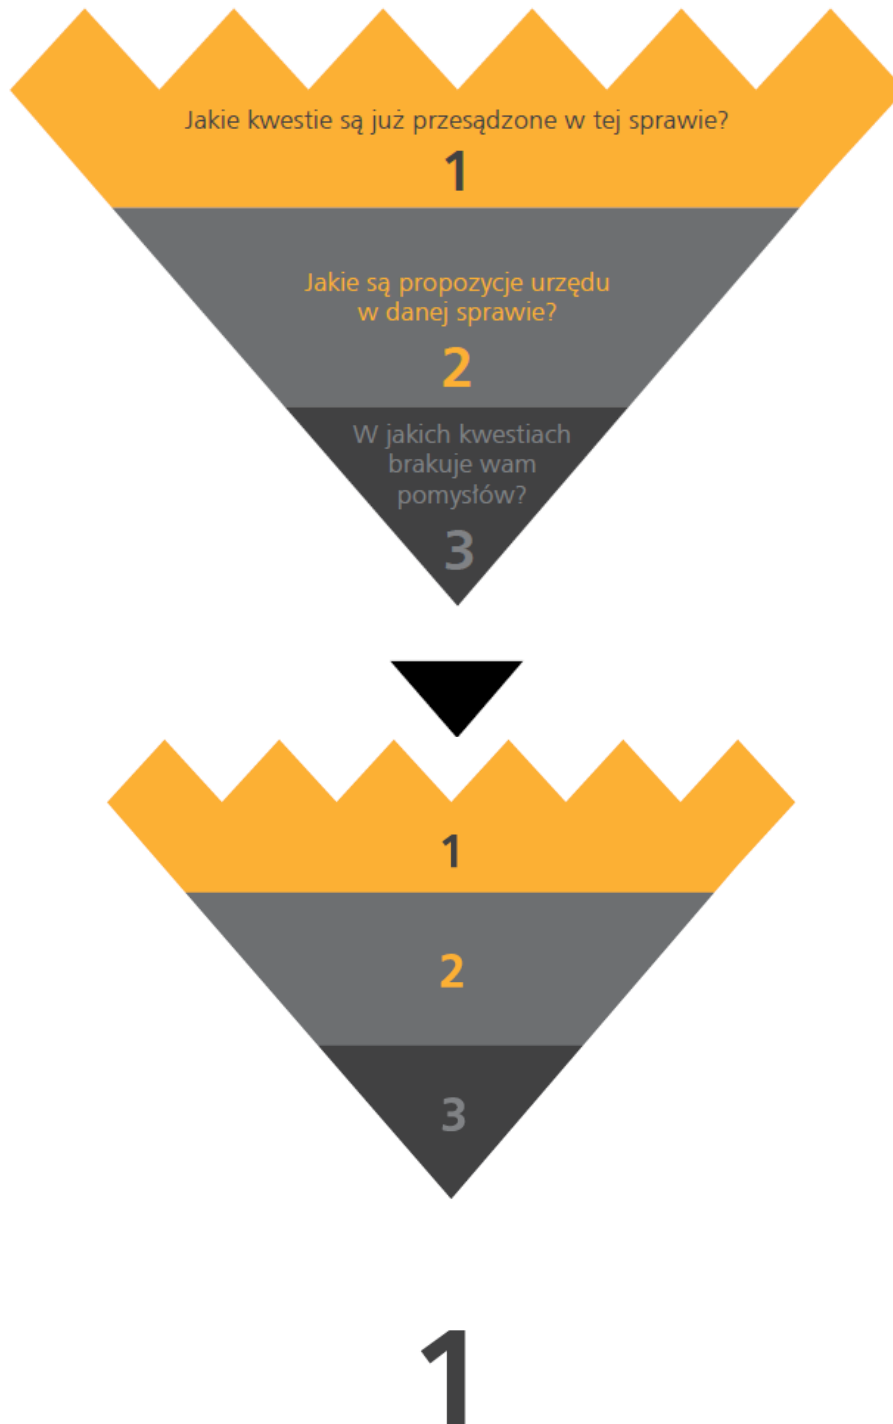 Jakie kwestie są już przesądzone w tej sprawie?
1
Jakie są propozycje urzędu
w danej sprawie?
2
W jakich kwestiach
brakuje wam
pomysłów?
3
1
2
3
1